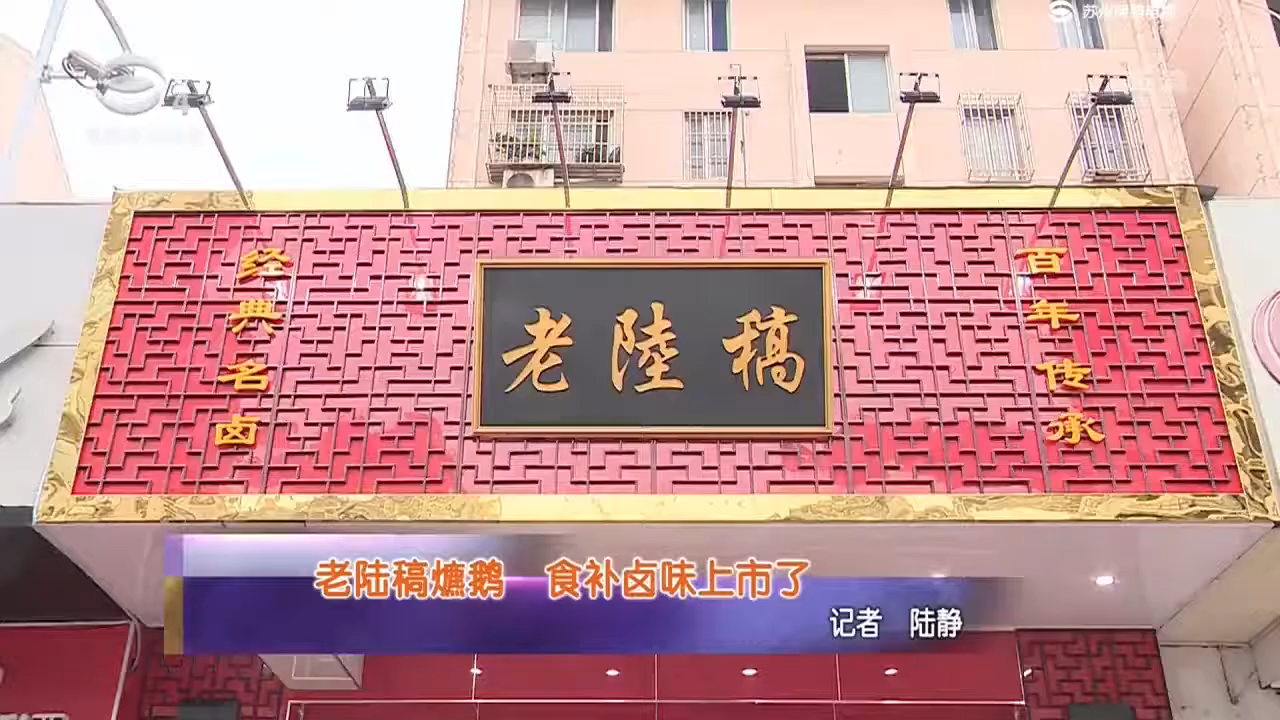 经典名卤
老陸稿
百年传承
老陆稿爊鹅 食补卤味上市了
记者 陆静